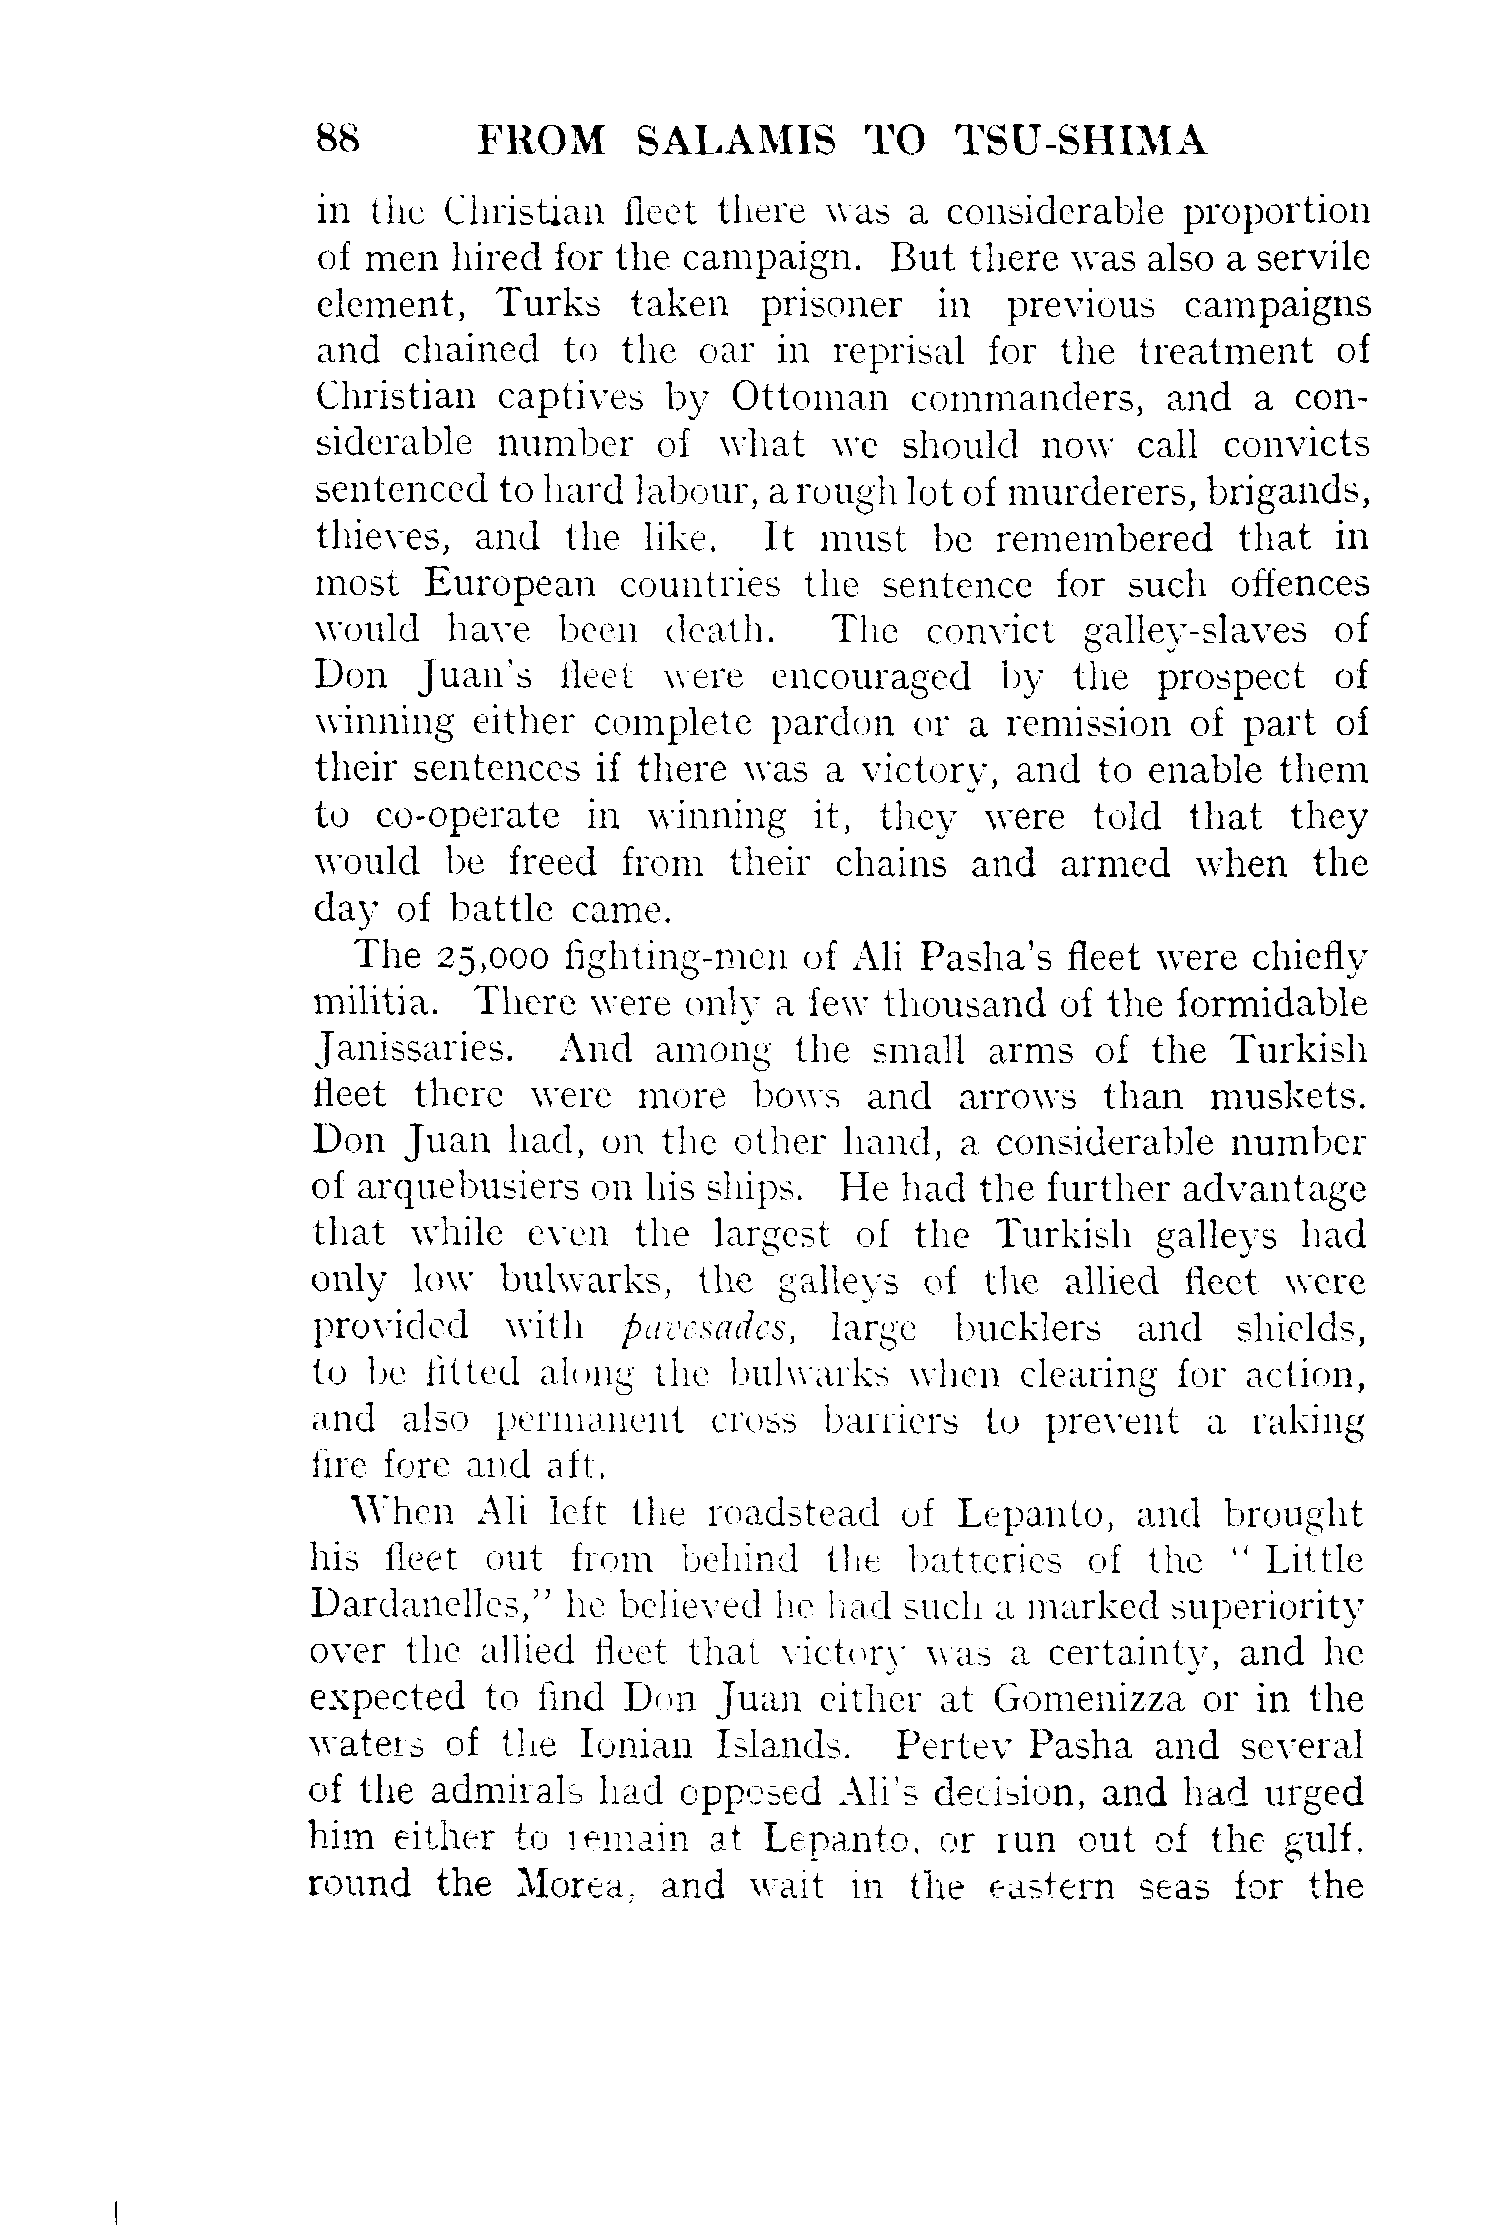 88 FROM SALAMIS TO TSU-SHIMA
in the Christian fleet there was a considerable proportion
of men hired for the campaign. But there was also a servile
element, Turks taken prisoner in previous campaigns
and chained to the oar in reprisal for the treatment of
Christian captives by Ottoman commanders, and a con-
siderable number of what we should now call convicts
sentenced to hard labour, a rough lot of murderers, brigands,
thieves, and the like. It must be remembered that in
most European countries the sentence for such offences
would have been death. The convict galley-slaves of
Don Juan's fleet were encouraged by the prospect of
winning either complete pardon or a remission of part of
their sentences if there was a victory, and to enable them
to co-operate in winning it, they were told that they
would be freed from their chains and armed when the
day of battle came.
The 25,000 fighting-men of Ali Pasha's fleet were chiefly
militia. There were only a few thousand of the formidable
Janissaries. And among the small arms of the Turkish
fleet there were more bows and arrows than muskets.
Don Juan had, on the other hand, a considerable number
of arquebusiers on his ships. He had the further advantage
that while even the largest of the Turkish galleys had
only low bulwarks, the galleys of the allied fleet were
provided with pavesades, large bucklers and shields,
to be fitted along the bulwarks when clearing for action,
and also permanent cross barriers to prevent a raking
fire fore and aft.
When Ali left the roadstead of Lepanto, and brought
his fleet out from behind the batteries of the " Little
Dardanelles," he believed he had such a marked superiority
over the allied fleet that victory was a certainty, and he
expected to find Don Juan either at Gomenizza or in the
waters of the Ionian Islands. Pertev Pasha and several
of the admirals had opposed Ali's decision, and had urged
him either to remain at Lepanto, or run out of the gulf,
round the Morea, and wait in the eastern seas for the